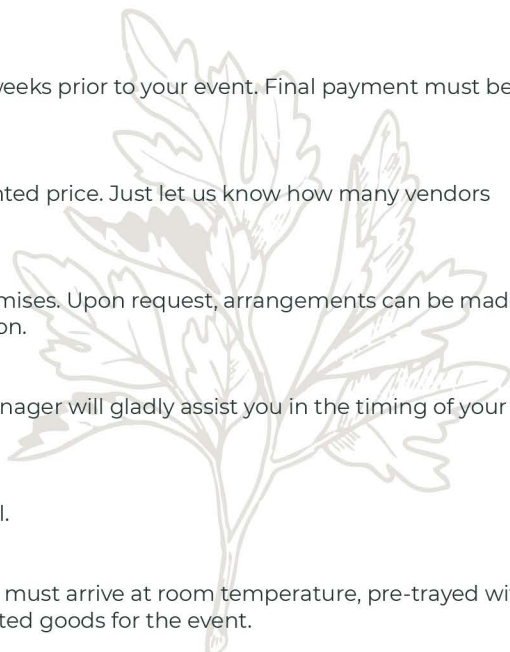 weeks prior to your event. Final payment must be
nted price. Just let us know how many vendors
mises. Upon request, arrangements can be mad
on.
nager will gladly assist you in the timing of your
l.
must arrive at room temperature, pre-trayed wi
ted goods for the event.